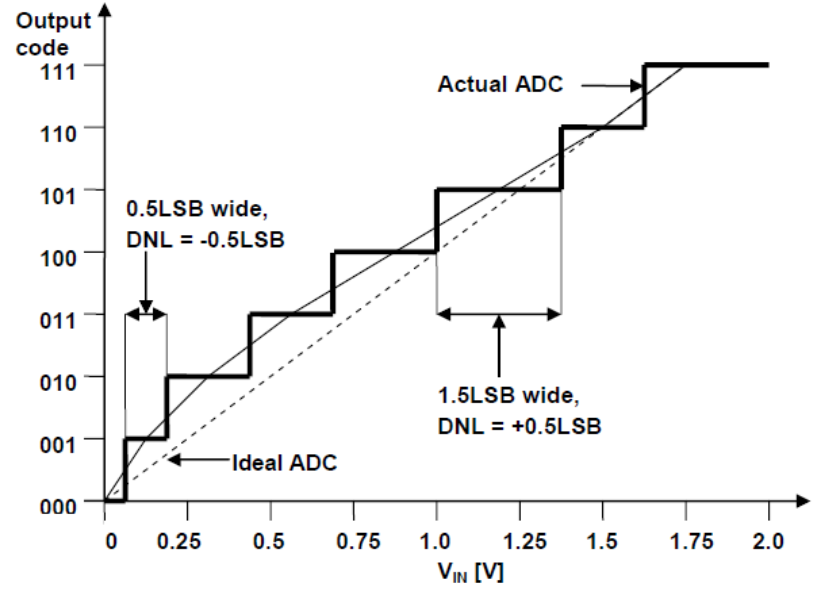 Output
code
111
Actual ADC
110
101
0.5LSB wide,
DNL = -0.5LSB
100
011
1.5LSB wide,
DNL = +0.5LSB
010
001
Ideal ADC
000
0 0.25 0.5 0.75 1.0 1.25 1.5 1.75 2.0
VIN [V]